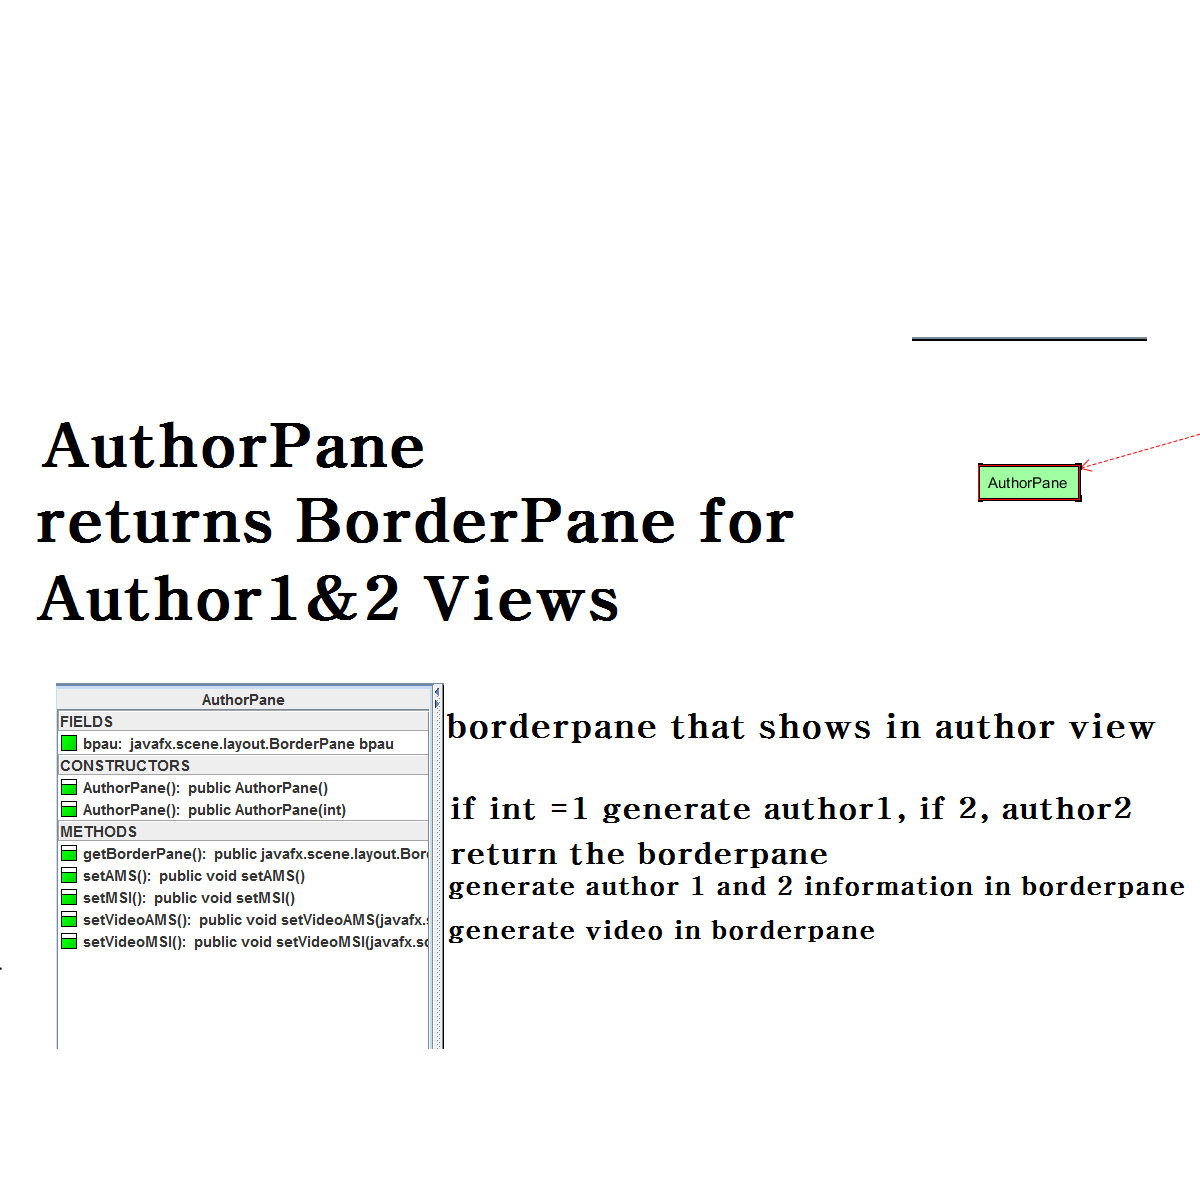 AuthorPane
returns BorderPane for
Author1&2 Views
AuthorPane
AuthorPane
FIELDS
bpau: javafx.scene.layout.BorderPane bpau
borderpane that shows in author view
CONSTRUCTORS
AuthorPane(): public AuthorPane()
AuthorPane(): public AuthorPane(int)
if int =1 generate author1, if 2, author2
METHODS
getBorderPane(): public javafx.scene.layout.Bor
return the borderpane
setAMS(): public void setAMS()
generate author 1 and 2 information in borderpane
setMSI(): public void setMSI()
setVideoAMS(): public void setVideoAMS(javafx.s
generate video in borderpane
setVideoMSI(): public void setVideoMSI(javafx.sc